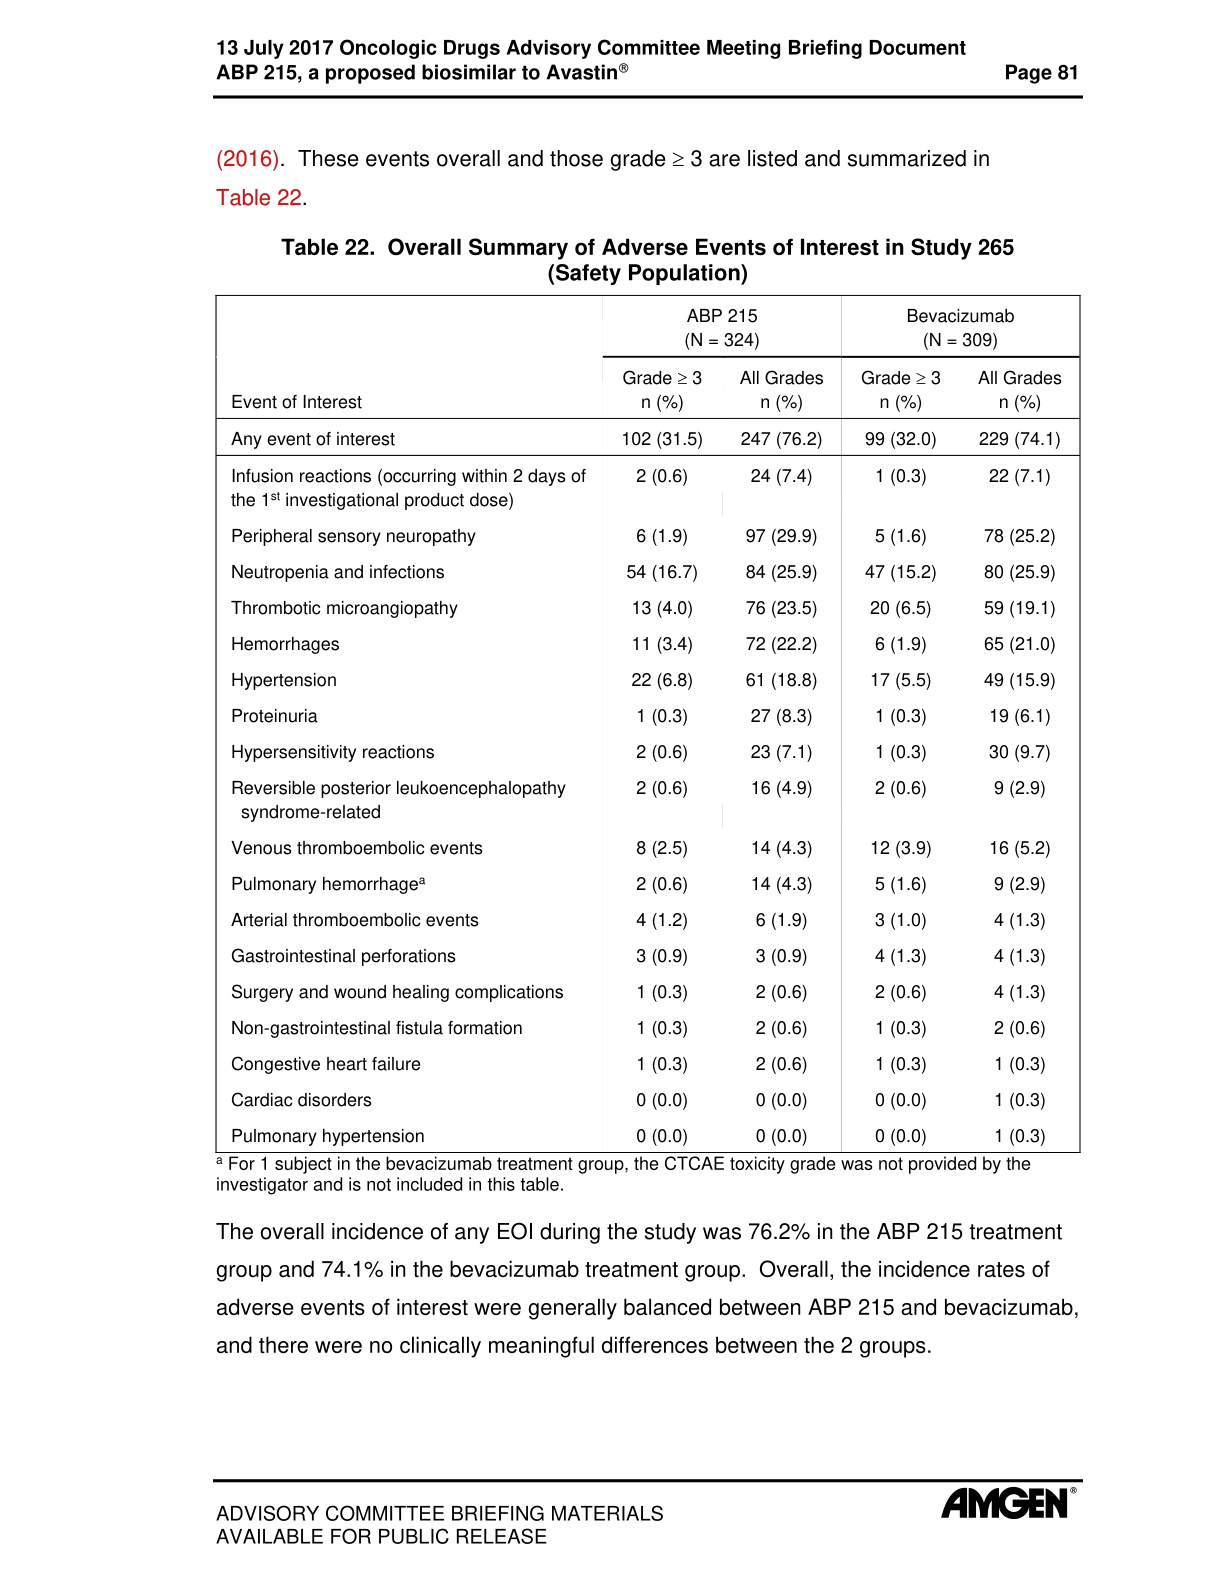 13 July 2017 Oncologic Drugs Advisory Committee Meeting Briefing Document
ABP 215, a proposed biosimilar to Avastin® Page 81
(2016). These events overall and those grade ≥ 3 are listed and summarized in
Table 22.
Table 22. Overall Summary of Adverse Events of Interest in Study 265
(Safety Population)
ABP 215 Bevacizumab
(N = 324) (N = 309)
Grade ≥ 3 All Grades Grade ≥ 3 All Grades
Event of Interest n (%) n (%) n (%) n (%)
Any event of interest 102 (31.5) 247 (76.2) 99 (32.0) 229 (74.1)
Infusion reactions (occurring within 2 days of 2 (0.6) 24 (7.4) 1 (0.3) 22 (7.1)
the 1st investigational product dose)
Peripheral sensory neuropathy 6 (1.9) 97 (29.9) 5 (1.6) 78 (25.2)
Neutropenia and infections 54 (16.7) 84 (25.9) 47 (15.2) 80 (25.9)
Thrombotic microangiopathy 13 (4.0) 76 (23.5) 20 (6.5) 59 (19.1)
Hemorrhages 11 (3.4) 72 (22.2) 6 (1.9) 65 (21.0)
Hypertension 22 (6.8) 61 (18.8) 17 (5.5) 49 (15.9)
Proteinuria 1 (0.3) 27 (8.3) 1 (0.3) 19 (6.1)
Hypersensitivity reactions 2 (0.6) 23 (7.1) 1 (0.3) 30 (9.7)
Reversible posterior leukoencephalopathy 2 (0.6) 16 (4.9) 2 (0.6) 9 (2.9)
syndrome-related
Venous thromboembolic events 8 (2.5) 14 (4.3) 12 (3.9) 16 (5.2)
Pulmonary hemorrhageᵃ 2 (0.6) 14 (4.3) 5 (1.6) 9 (2.9)
Arterial thromboembolic events 4 (1.2) 6 (1.9) 3 (1.0) 4 (1.3)
Gastrointestinal perforations 3 (0.9) 3 (0.9) 4 (1.3) 4 (1.3)
Surgery and wound healing complications 1 (0.3) 2 (0.6) 2 (0.6) 4 (1.3)
Non-gastrointestinal fistula formation 1 (0.3) 2 (0.6) 1 (0.3) 2 (0.6)
Congestive heart failure 1 (0.3) 2 (0.6) 1 (0.3) 1 (0.3)
Cardiac disorders 0 (0.0) 0 (0.0) 0 (0.0) 1 (0.3)
Pulmonary hypertension 0 (0.0) 0 (0.0) 0 (0.0) 1 (0.3)
ᵃ For 1 subject in the bevacizumab treatment group, the CTCAE toxicity grade was not provided by the
investigator and is not included in this table.
The overall incidence of any EOI during the study was 76.2% in the ABP 215 treatment
group and 74.1% in the bevacizumab treatment group. Overall, the incidence rates of
adverse events of interest were generally balanced between ABP 215 and bevacizumab,
and there were no clinically meaningful differences between the 2 groups.
ADVISORY COMMITTEE BRIEFING MATERIALS
AVAILABLE FOR PUBLIC RELEASE
AMGEN®